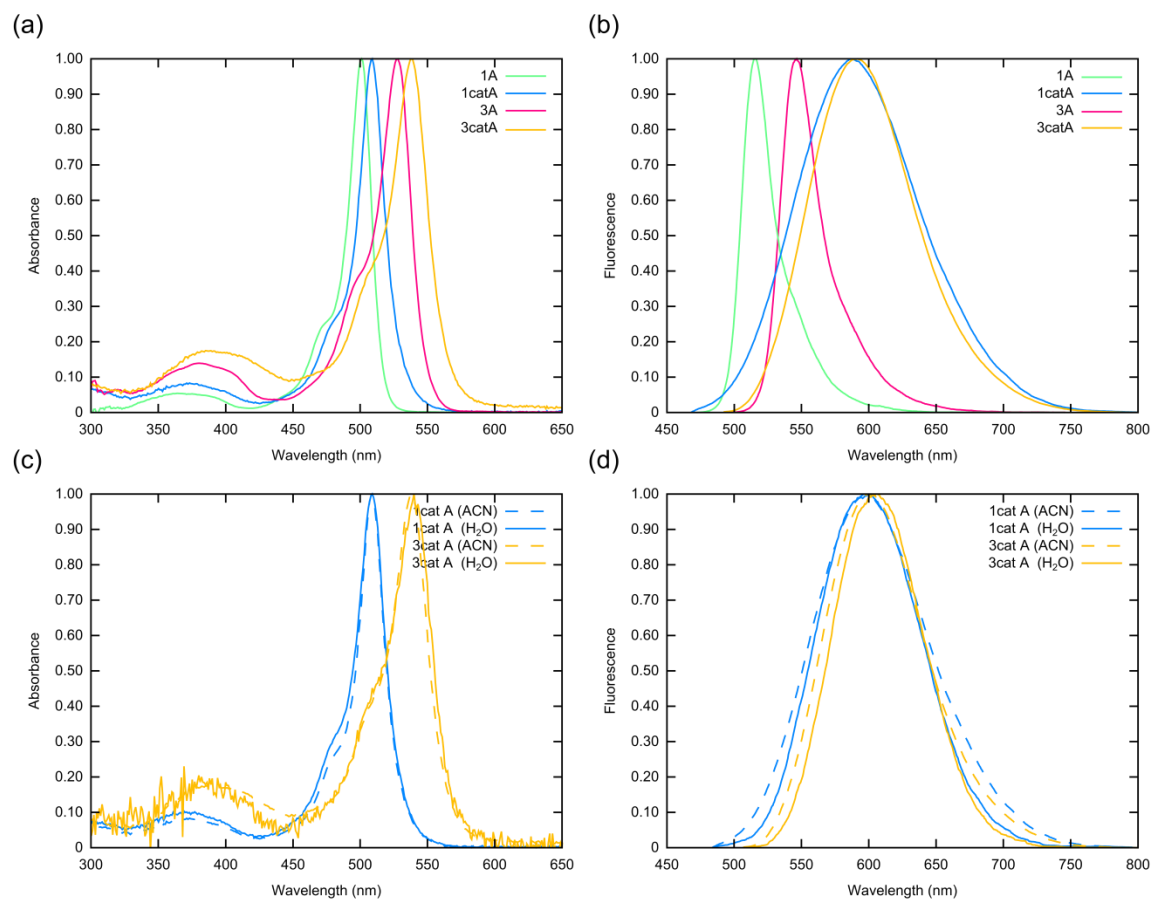 (a)
(b)
1.00
0.90
0.80
0.70
0.60
0.50
0.40
0.30
0.20
0.10
0
300 350 400 450 500 550 600 650
Absorbance
Wavelength (nm)
1A
1catA
3A
3catA
1.00
0.90
0.80
0.70
0.60
0.50
0.40
0.30
0.20
0.10
0
450 500 550 600 650 700 750 800
Fluorescence
Wavelength (nm)
1A
1catA
3A
3catA
(c)
(d)
1.00
0.90
0.80
0.70
0.60
0.50
0.40
0.30
0.20
0.10
0
300 350 400 450 500 550 600 650
Absorbance
Wavelength (nm)
1cat A (ACN)
1cat A (H₂O)
3cat A (ACN)
3cat A (H₂O)
1.00
0.90
0.80
0.70
0.60
0.50
0.40
0.30
0.20
0.10
0
450 500 550 600 650 700 750 800
Fluorescence
Wavelength (nm)
1cat A (ACN)
1cat A (H₂O)
3cat A (ACN)
3cat A (H₂O)